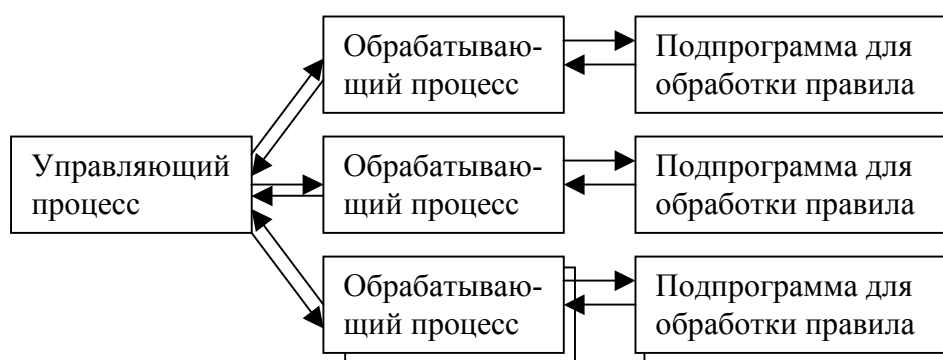 Обрабатываю-
щий процесс
Подпрограмма для
обработки правила
Управляющий
процесс
Обрабатываю-
щий процесс
Подпрограмма для
обработки правила
Обрабатываю-
щий процесс
Подпрограмма для
обработки правила